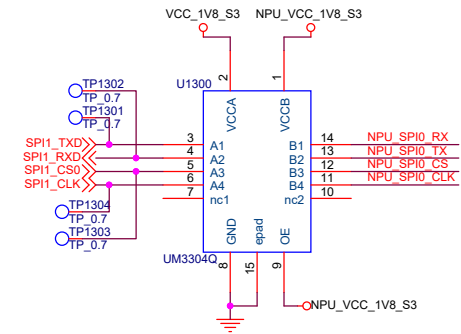 VCC_1V8_S3
NPU_VCC_1V8_S3
TP1302
TP_0.7
TP1301
TP_0.7
U1300
2
1
VCCA
VCCB
SPI1_TXD
3
A1
B1
14
NPU_SPI0_RX
SPI1_RXD
4
A2
B2
13
NPU_SPI0_TX
SPI1_CS0
5
A3
B3
12
NPU_SPI0_CS
SPI1_CLK
6
A4
B4
11
NPU_SPI0_CLK
7
nc1
nc2
10
TP1304
TP_0.7
TP1303
TP_0.7
GND
epad
OE
UM3304Q
8
15
9
NPU_VCC_1V8_S3